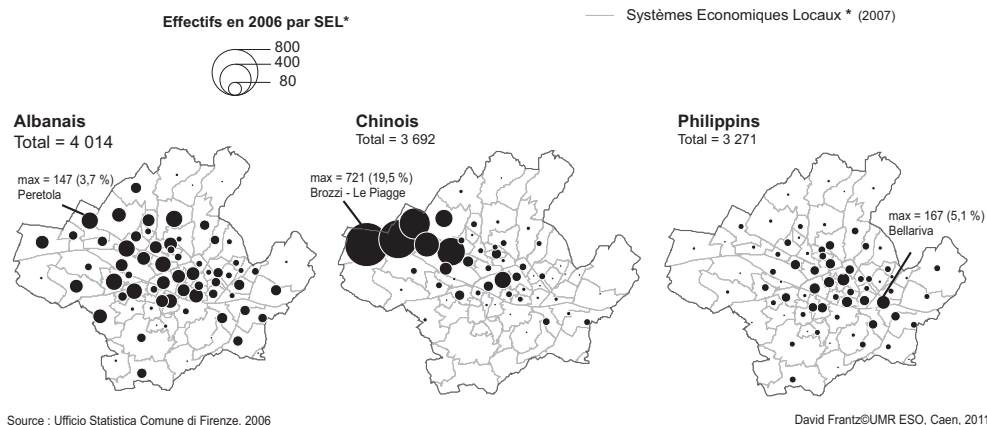 Effectifs en 2006 par SEL*
800
400
80
Systèmes Economiques Locaux * (2007)
Albanais
Total = 4 014
max = 147 (3,7 %)
Peretola
Chinois
Total = 3 692
max = 721 (19,5 %)
Brozzi - Le Piagge
Philippins
Total = 3 271
max = 167 (5,1 %)
Bellariva
Source : Ufficio Statistica Comune di Firenze, 2006
David Frantz©UMR ESO, Caen, 2011